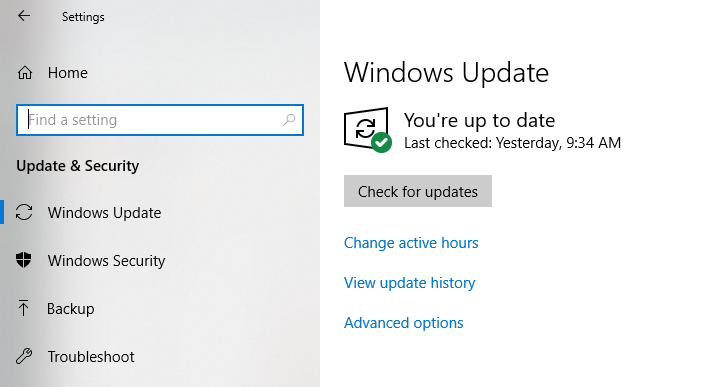 Settings
Home
Find a setting
Update & Security
Windows Update
Windows Security
Backup
Troubleshoot
Windows Update
You're up to date
Last checked: Yesterday, 9:34 AM
Check for updates
Change active hours
View update history
Advanced options